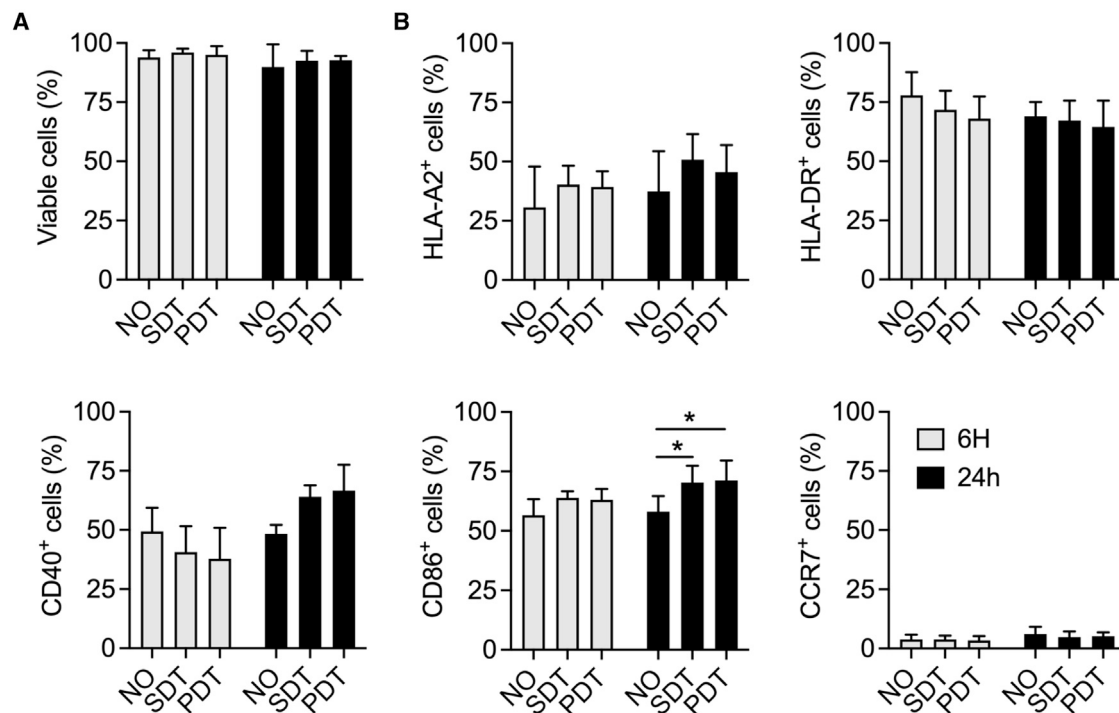 A
Viable cells (%)
100
75
50
25
0
NO
SDT
PDT
NO
SDT
PDT
B
HLA-A2+ cells (%)
100
75
50
25
0
NO
SDT
PDT
NO
SDT
PDT
HLA-DR+ cells (%)
100
75
50
25
0
NO
SDT
PDT
NO
SDT
PDT
CD40+ cells (%)
100
75
50
25
0
NO
SDT
PDT
NO
SDT
PDT
CD86+ cells (%)
100
75
50
25
0
*
*
NO
SDT
PDT
NO
SDT
PDT
CCR7+ cells (%)
100
75
50
25
0
6H
24h
NO
SDT
PDT
NO
SDT
PDT